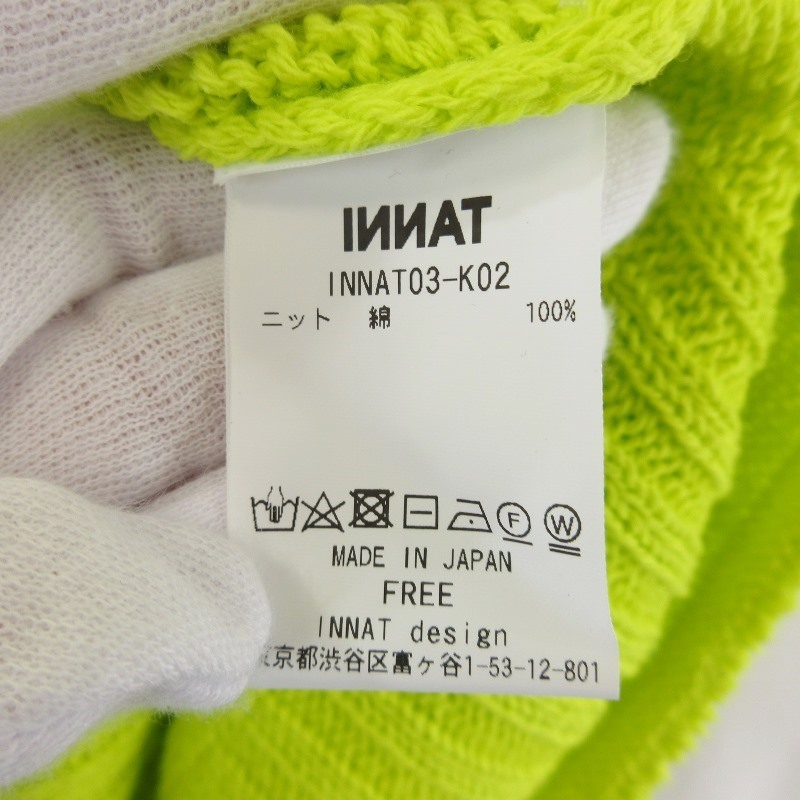 INNAT
INNAT03-K02
ニット 綿 100%
F W
MADE IN JAPAN
FREE
INNAT design
京都渋谷区富ヶ谷1-53-12-801